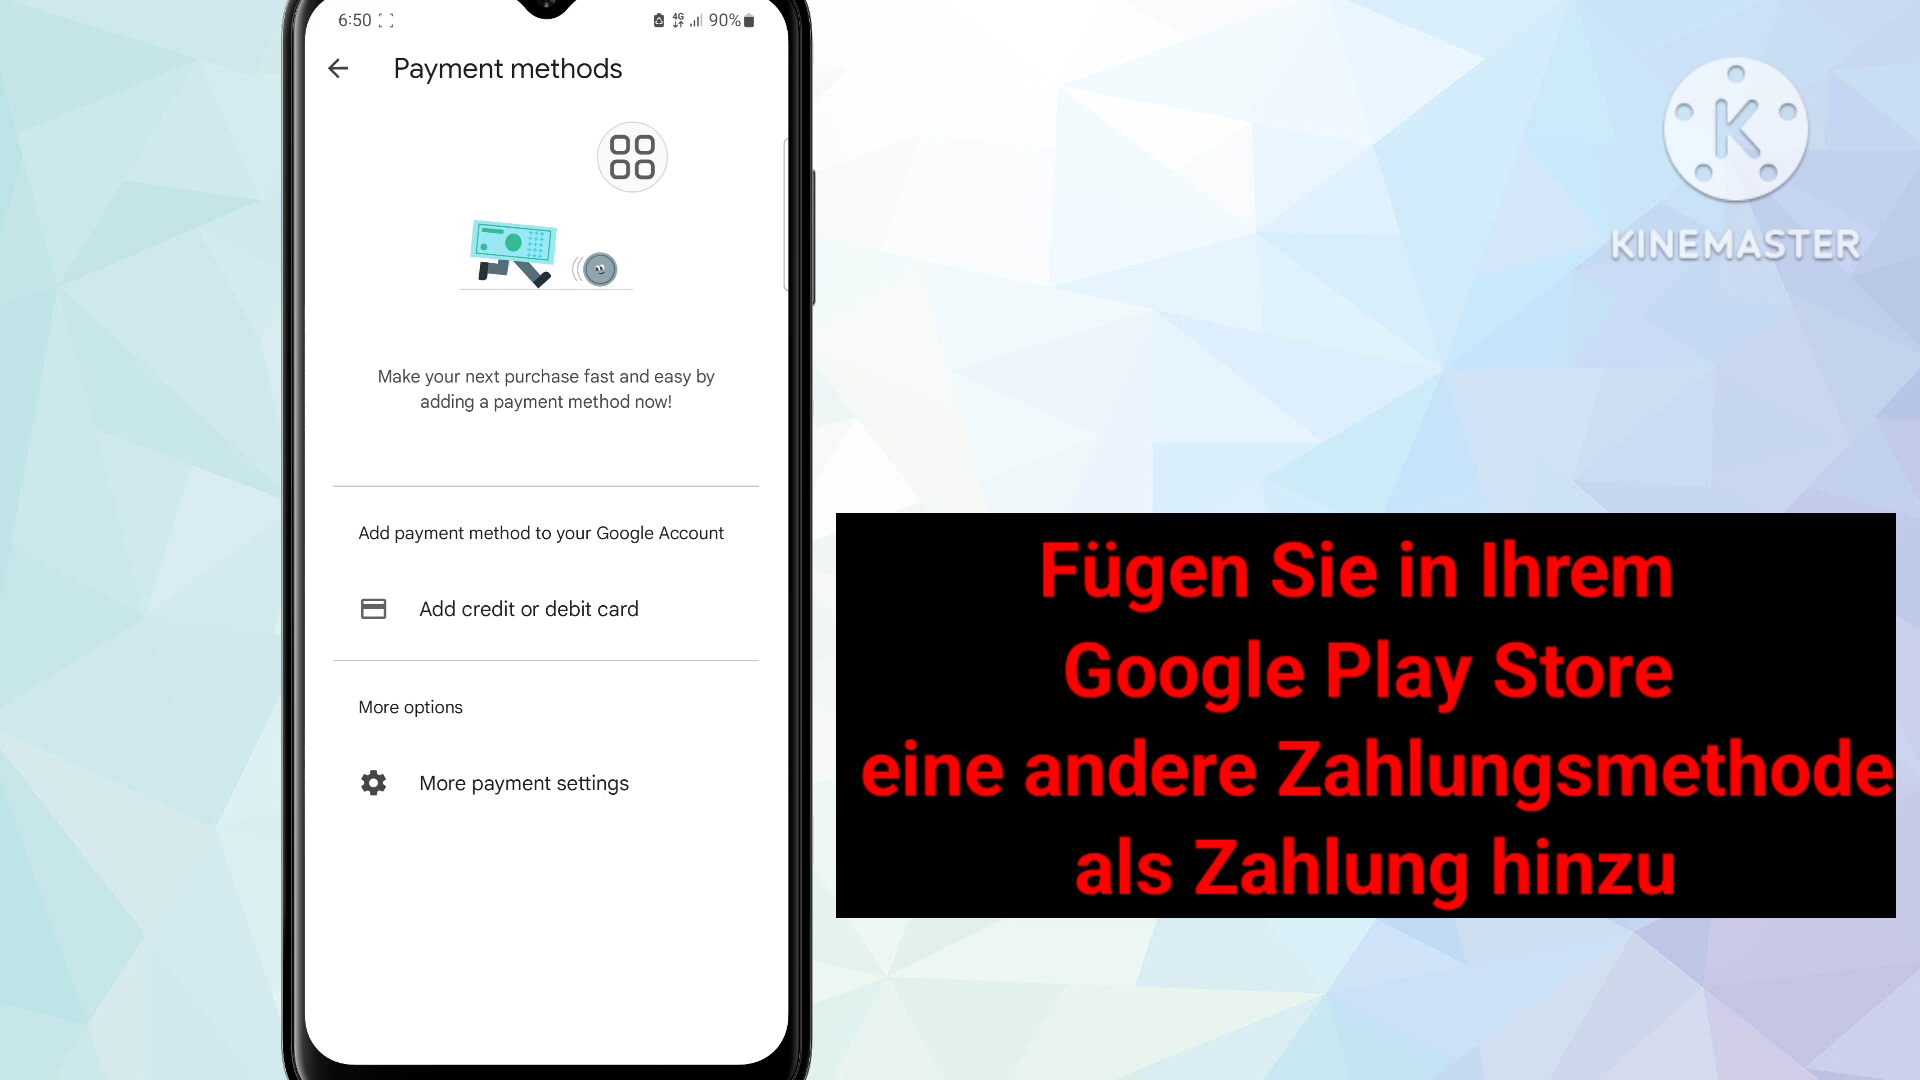 6:50
4G
90%
Payment methods
Make your next purchase fast and easy by
adding a payment method now!
Add payment method to your Google Account
Add credit or debit card
More options
More payment settings
K
KINEMASTER
Fügen Sie in Ihrem
Google Play Store
eine andere Zahlungsmethode
als Zahlung hinzu